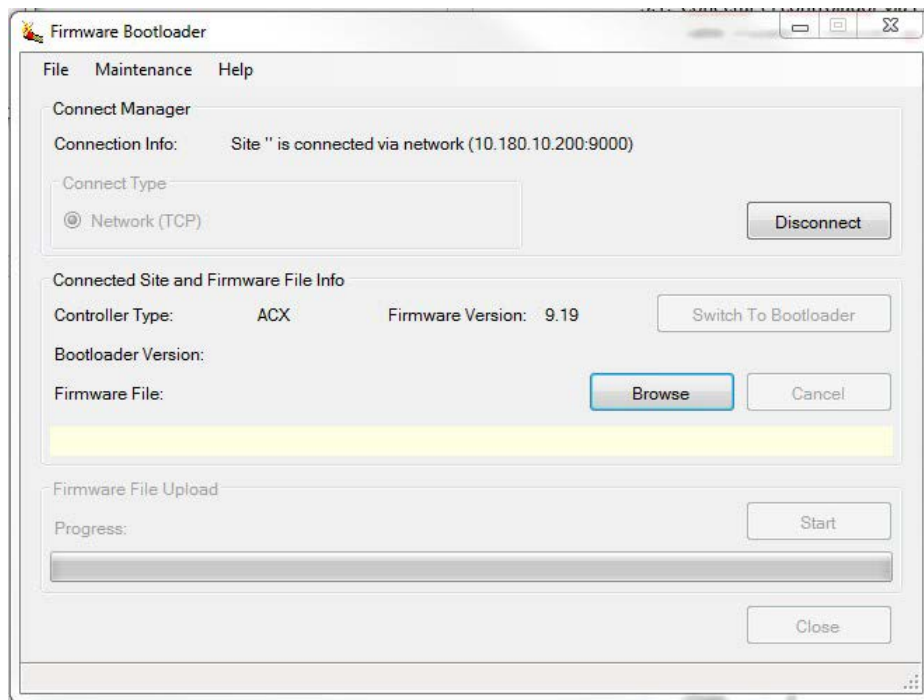 Firmware Bootloader
File Maintenance Help
Connect Manager
Connection Info: Site '' is connected via network (10.180.10.200:9000)
Connect Type
Network (TCP)
Disconnect
Connected Site and Firmware File Info
Controller Type: ACX Firmware Version: 9.19 Switch To Bootloader
Bootloader Version:
Firmware File: Browse Cancel
Firmware File Upload
Progress: Start
Close